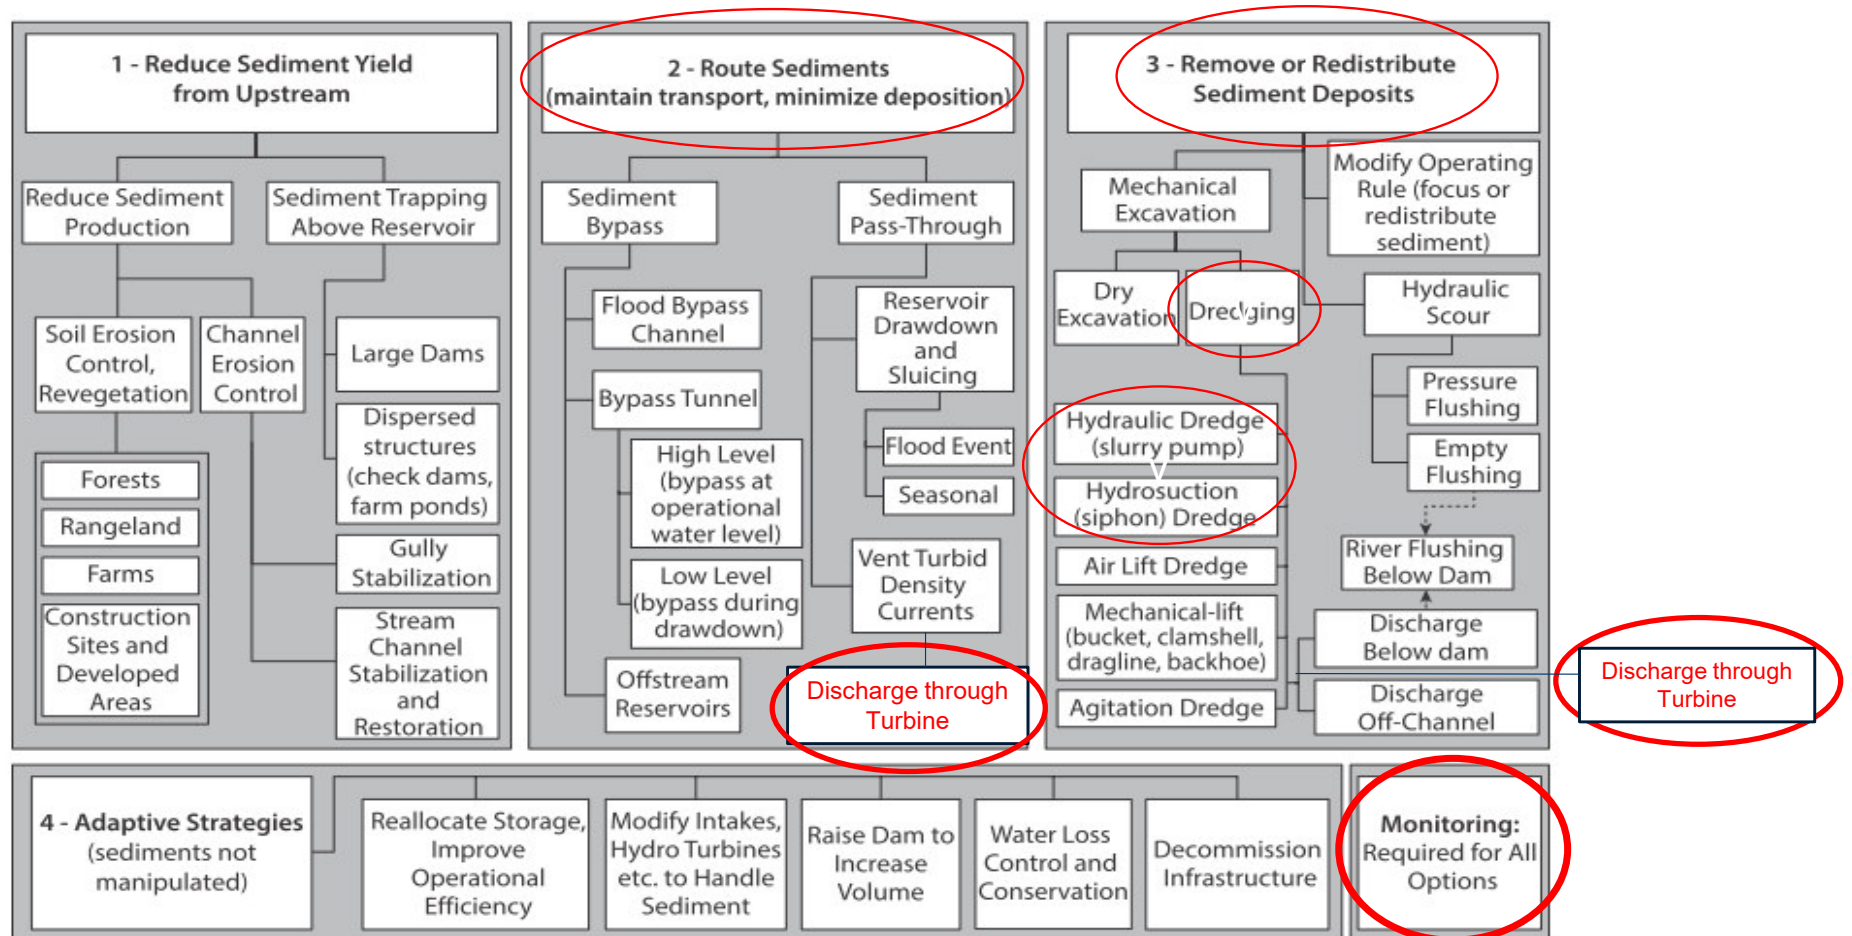 1 - Reduce Sediment Yield
from Upstream
Reduce Sediment
Production
Sediment Trapping
Above Reservoir
Soil Erosion
Control,
Revegetation
Channel
Erosion
Control
Large Dams
Dispersed
structures
(check dams,
farm ponds)
Forests
Rangeland
Farms
Construction
Sites and
Developed
Areas
Gully
Stabilization
Stream
Channel
Stabilization
and
Restoration
2 - Route Sediments
(maintain transport, minimize deposition)
Sediment
Bypass
Sediment
Pass-Through
Flood Bypass
Channel
Bypass Tunnel
High Level
(bypass at
operational
water level)
Low Level
(bypass during
drawdown)
Offstream
Reservoirs
Reservoir
Drawdown
and
Sluicing
Flood Event
Seasonal
Vent Turbid
Density
Currents
Discharge through
Turbine
3 - Remove or Redistribute
Sediment Deposits
Mechanical
Excavation
Modify Operating
Rule (focus or
redistribute
sediment)
Dry
Excavation
Dredging
Hydraulic
Scour
Pressure
Flushing
Empty
Flushing
Hydraulic Dredge
(slurry pump)
V
Hydrosuction
(siphon) Dredge
Air Lift Dredge
Mechanical-lift
(bucket, clamshell,
dragline, backhoe)
Agitation Dredge
River Flushing
Below Dam
Discharge
Below dam
Discharge
Off-Channel
Discharge through
Turbine
4 - Adaptive Strategies
(sediments not
manipulated)
Reallocate Storage,
Improve
Operational
Efficiency
Modify Intakes,
Hydro Turbines
etc. to Handle
Sediment
Raise Dam to
Increase
Volume
Water Loss
Control and
Conservation
Decommission
Infrastructure
Monitoring:
Required for All
Options